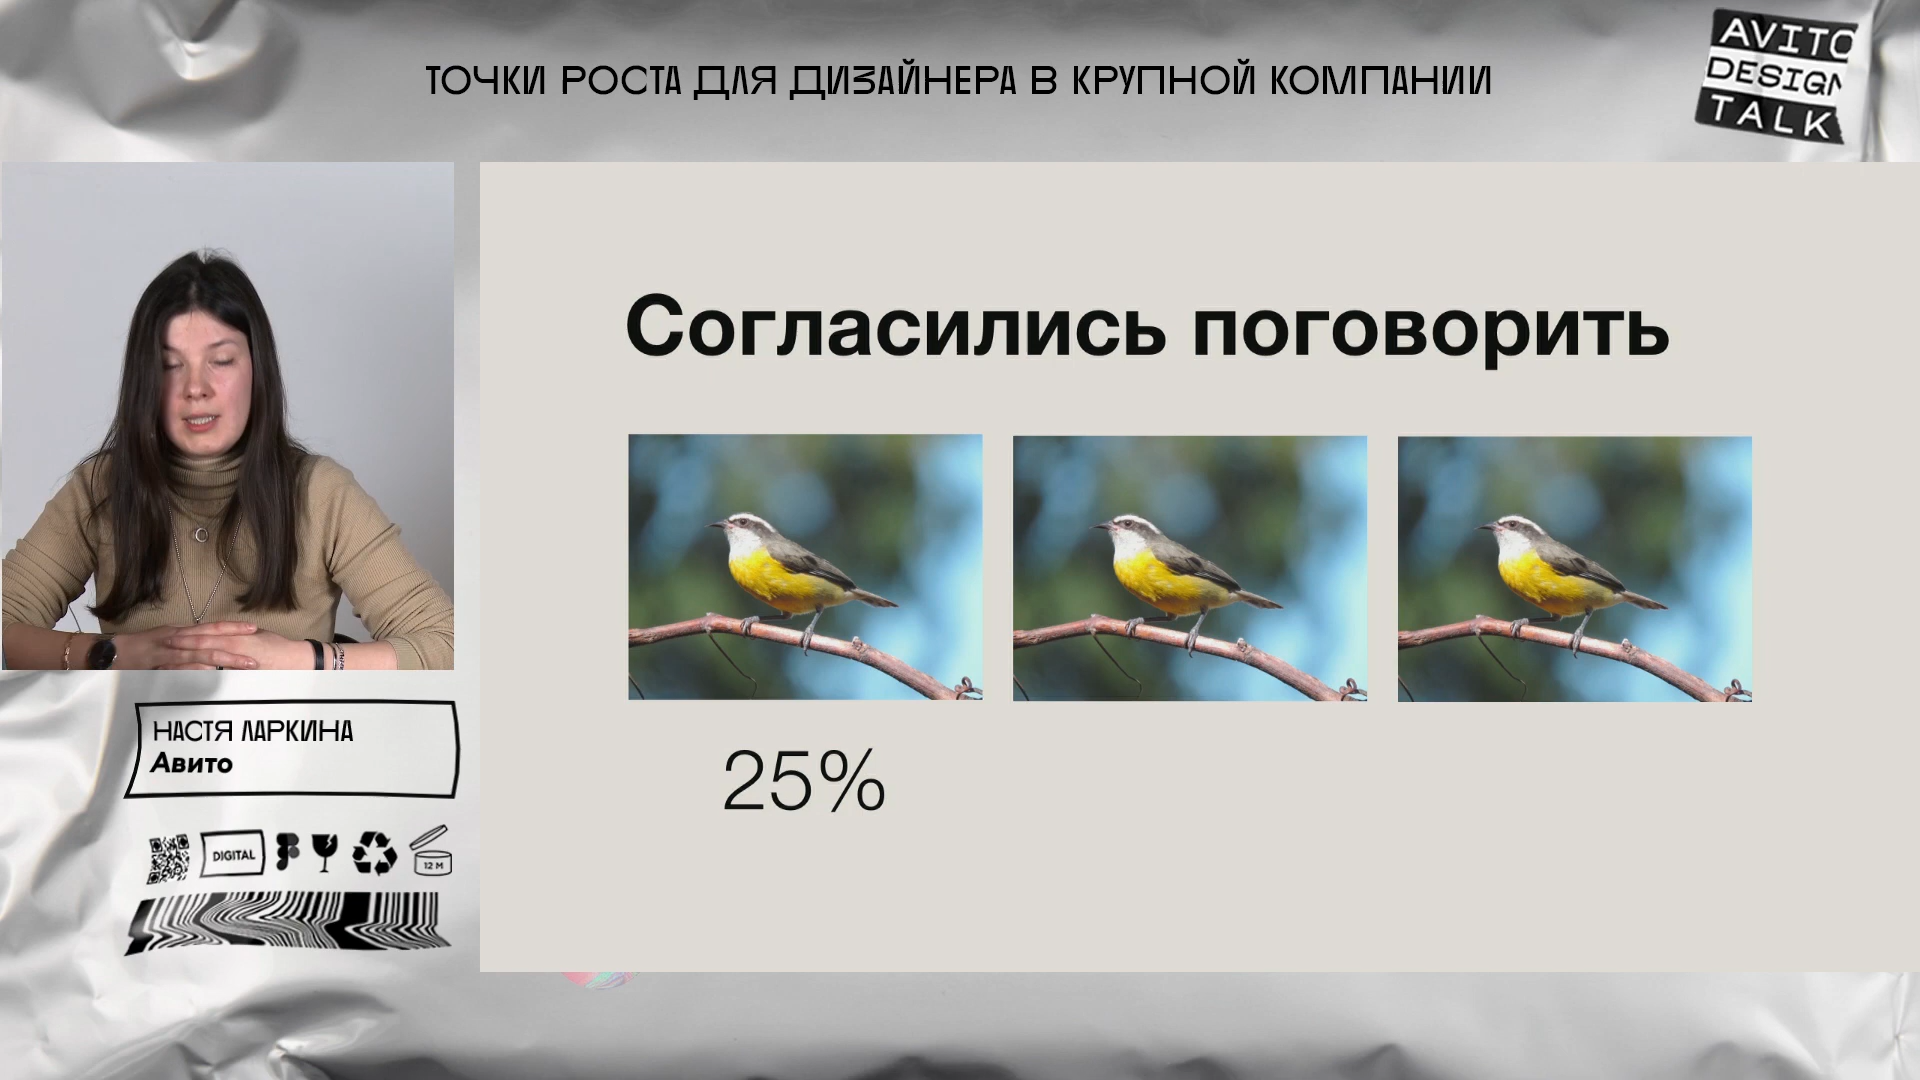 ТОЧКИ РОСТА ДЛЯ ДИЗАЙНЕРА В КРУПНОЙ КОМПАНИИ
AVITO
DESIGN
TALK
Согласились поговорить
25%
НАСТЯ ЛАРКИНА
Авито
DIGITAL
12 M